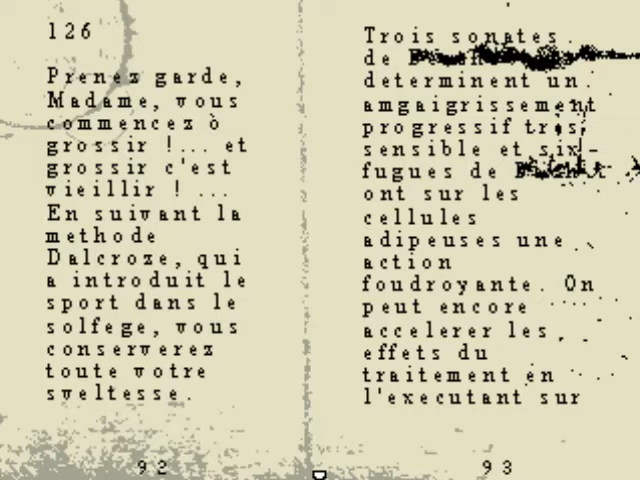 126
Prenez garde,
Madame, vous
commencez ò
grossir !... et
grossir c'est
vieillir ! ...
En suivant la
methode
Dalcroze, qui
a introduit le
sport dans le
solfege, vous
conserverez
toute votre
sveltesse.
92
Trois sonates
de
determinent un
amgaigrissement
progressif tres
sensible et six
fugues de
ont sur les
cellules
adipeuses une
action
foudroyante. On
peut encore
accelerer les
effets du
traitement en
l'executant sur
93